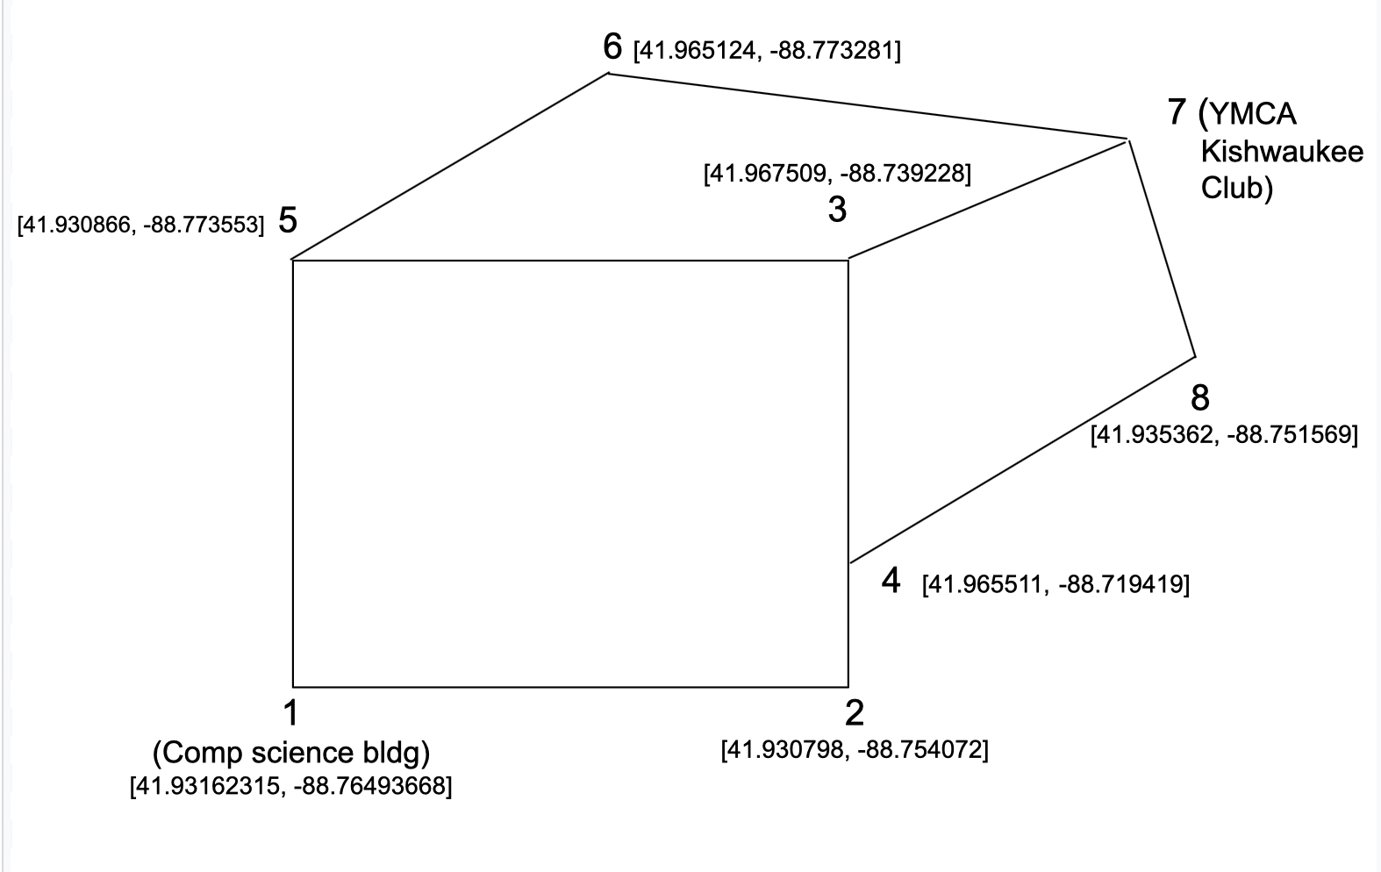 6 [41.965124, -88.773281]
7 (YMCA
Kishwaukee
Club)
[41.967509, -88.739228]
3
[41.930866, -88.773553] 5
8
[41.935362, -88.751569]
4 [41.965511, -88.719419]
1
(Comp science bldg)
[41.93162315, -88.76493668]
2
[41.930798, -88.754072]